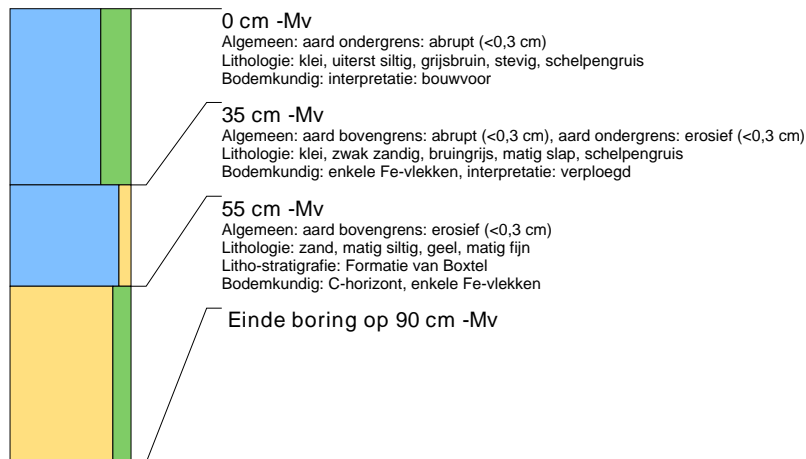 0 cm -Mv
Algemeen: aard ondergrens: abrupt (<0,3 cm)
Lithologie: klei, uiterst siltig, grijsbruin, stevig, schelpengruis
Bodemkundig: interpretatie: bouwvoor
35 cm -Mv
Algemeen: aard bovengrens: abrupt (<0,3 cm), aard ondergrens: erosief (<0,3 cm)
Lithologie: klei, zwak zandig, bruingrijs, matig slap, schelpengruis
Bodemkundig: enkele Fe-vlekken, interpretatie: verploegd
55 cm -Mv
Algemeen: aard bovengrens: erosief (<0,3 cm)
Lithologie: zand, matig siltig, geel, matig fijn
Litho-stratigrafie: Formatie van Boxtel
Bodemkundig: C-horizont, enkele Fe-vlekken
Einde boring op 90 cm -Mv